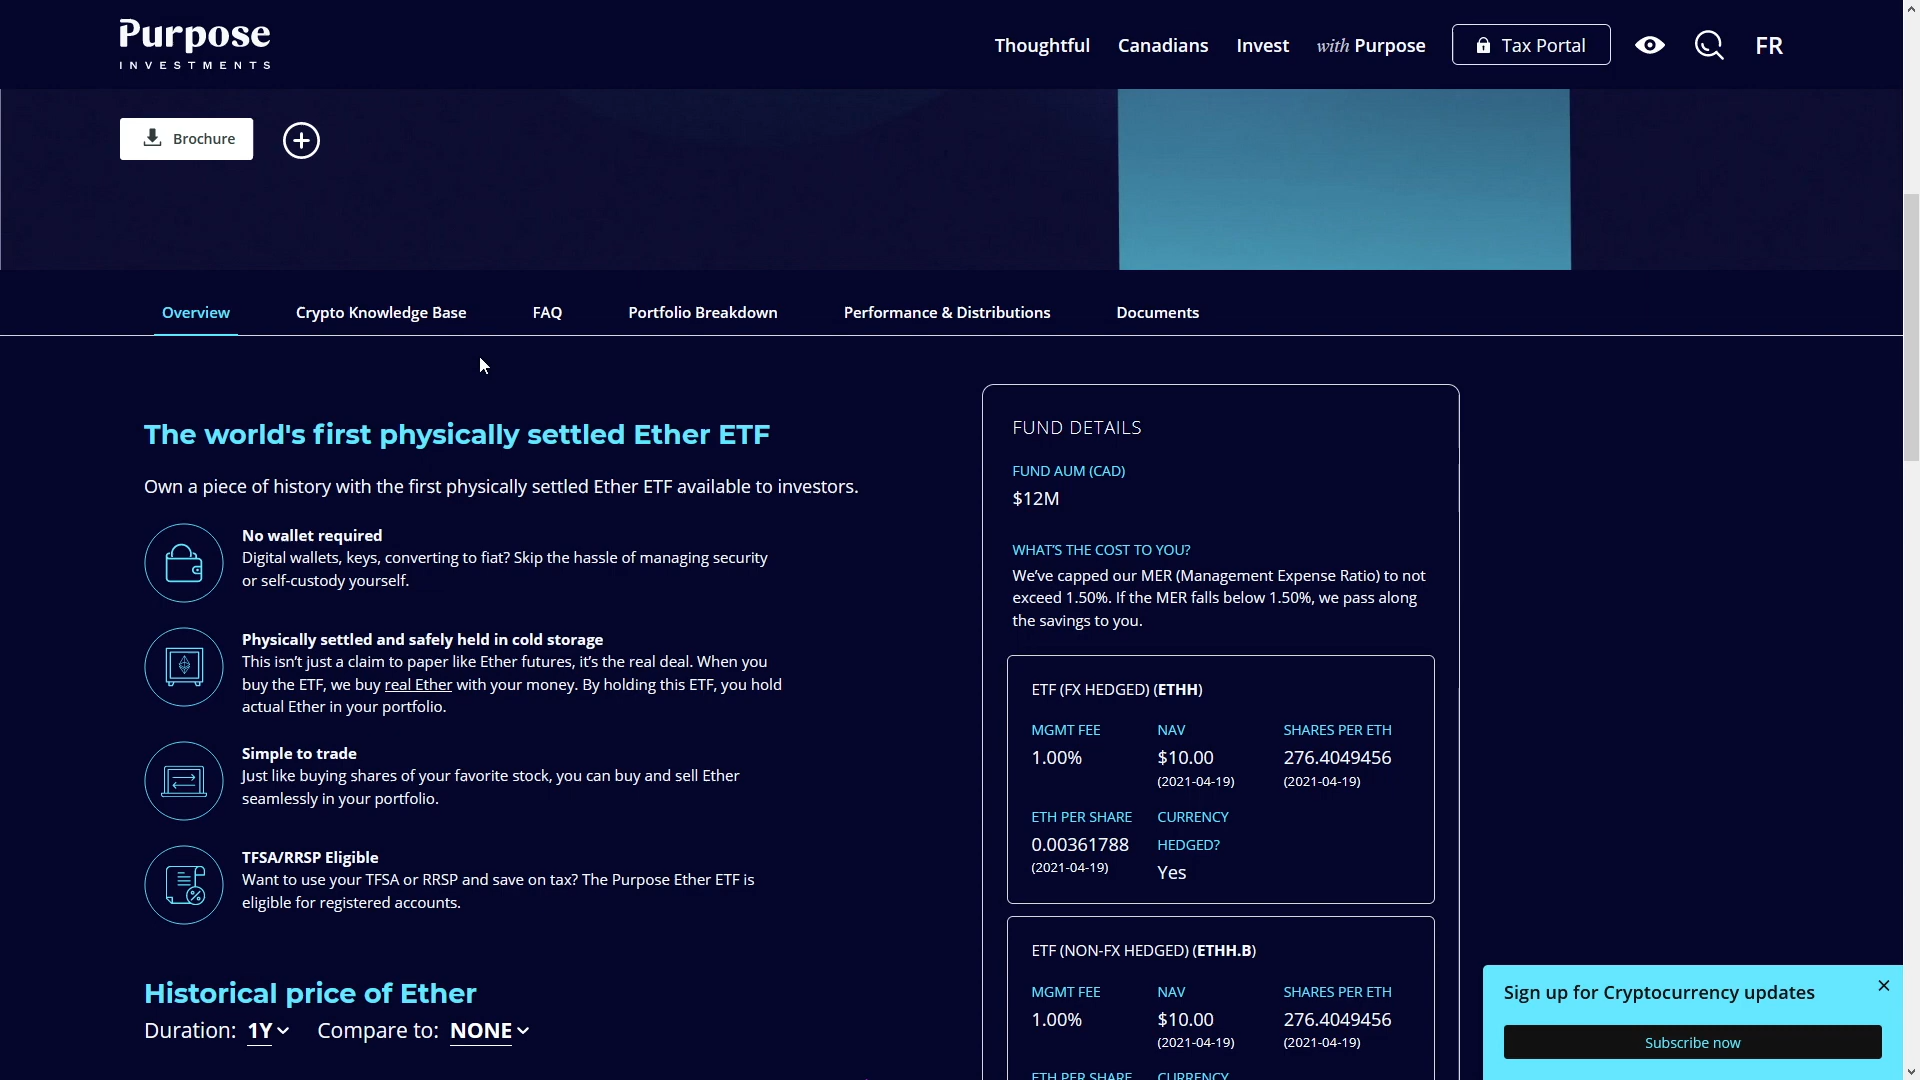 Purpose
INVESTMENTS
Thoughtful
Canadians
Invest
with Purpose
Tax Portal
FR
Brochure
Overview
Crypto Knowledge Base
FAQ
Portfolio Breakdown
Performance & Distributions
Documents
The world's first physically settled Ether ETF
Own a piece of history with the first physically settled Ether ETF available to investors.
No wallet required
Digital wallets, keys, converting to fiat? Skip the hassle of managing security
or self-custody yourself.
Physically settled and safely held in cold storage
This isn't just a claim to paper like Ether futures, it's the real deal. When you
buy the ETF, we buy real Ether with your money. By holding this ETF, you hold
actual Ether in your portfolio.
Simple to trade
Just like buying shares of your favorite stock, you can buy and sell Ether
seamlessly in your portfolio.
TFSA/RRSP Eligible
Want to use your TFSA or RRSP and save on tax? The Purpose Ether ETF is
eligible for registered accounts.
Historical price of Ether
Duration: 1Y
Compare to: NONE
FUND DETAILS
FUND AUM (CAD)
$12M
WHAT'S THE COST TO YOU?
We've capped our MER (Management Expense Ratio) to not
exceed 1.50%. If the MER falls below 1.50%, we pass along
the savings to you.
ETF (FX HEDGED) (ETHH)
MGMT FEE NAV SHARES PER ETH
1.00% $10.00 276.4049456
(2021-04-19) (2021-04-19)
ETH PER SHARE CURRENCY
0.00361788 HEDGED?
(2021-04-19) Yes
ETF (NON-FX HEDGED) (ETHH.B)
MGMT FEE NAV SHARES PER ETH
1.00% $10.00 276.4049456
(2021-04-19) (2021-04-19)
ETH PER SHARE CURRENCY
Sign up for Cryptocurrency updates
Subscribe now